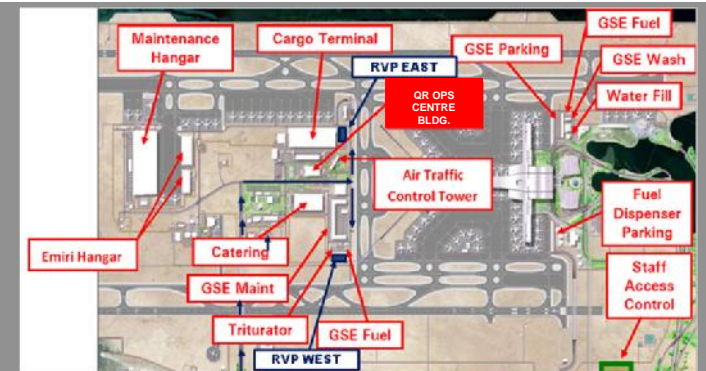 GSE Fuel
Maintenance
Hangar
Cargo Terminal
GSE Parking
GSE Wash
RVP EAST
QR OPS
CENTRE
BLDG.
Water Fill
Air Traffic
Control Tower
Fuel
Dispenser
Parking
Emiri Hangar
Catering
GSE Maint
Staff
Access
Control
Triturator
GSE Fuel
RVP WEST